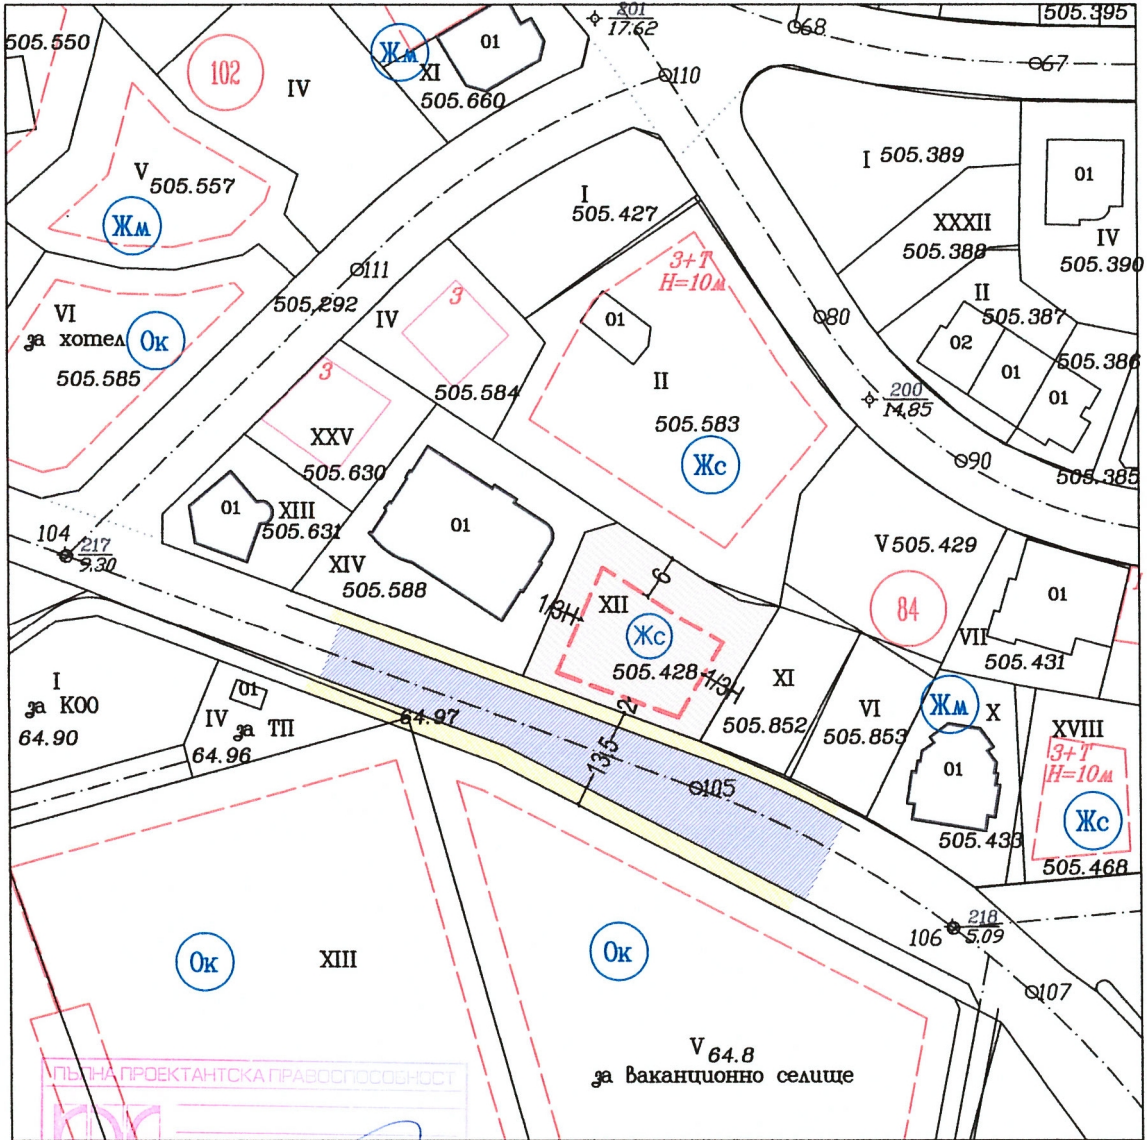 201
17.62
68
505.395
505.550
01
Жм
67
102
IV
XI
110
505.660
V
505.557
I 505.389
01
I
505.427
Жм
XXXII
505.388
IV
505.390
3+Т
Н=10м
111
505.292
3
VI
за хотел
Ок
IV
01
80
II
505.387
02
505.386
3
II
01
505.585
505.584
200
14.85
01
XXV
505.583
505.630
Жс
90
505.385
01
XIII
505.631
01
104
217
9.30
V 505.429
XIV
505.588
6
1/3Н
XII
84
01
Жс
VII
505.431
505.428
1/3Н
XI
I
за КОО
64.90
01
IV
за ТП
64.96
64.97
2
505.852
VI
505.853
Жм
X
XVIII
13,5
3+Т
Н=10м
105
01
Жс
505.433
505.468
218
5.09
106
Ок
XIII
Ок
107
V 64.8
за ваканционно селище
ПЪЛНА ПРОЕКТАНТСКА ПРАВОСПОСОБНОСТ